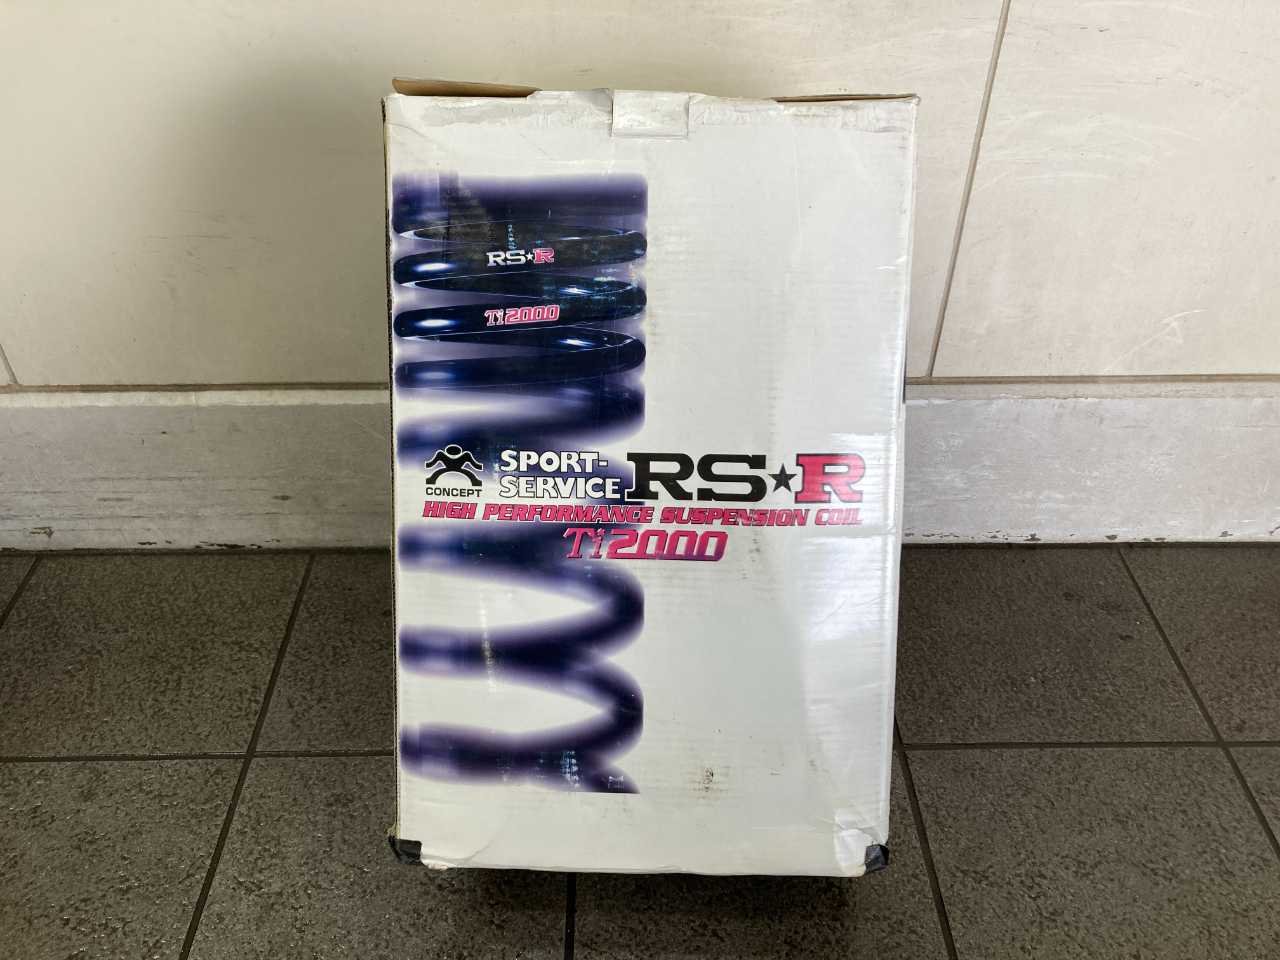 RS★R
Ti2000
CONCEPT
SPORT-
SERVICE
RS★R
HIGH PERFORMANCE SUSPENSION COIL
Ti2000